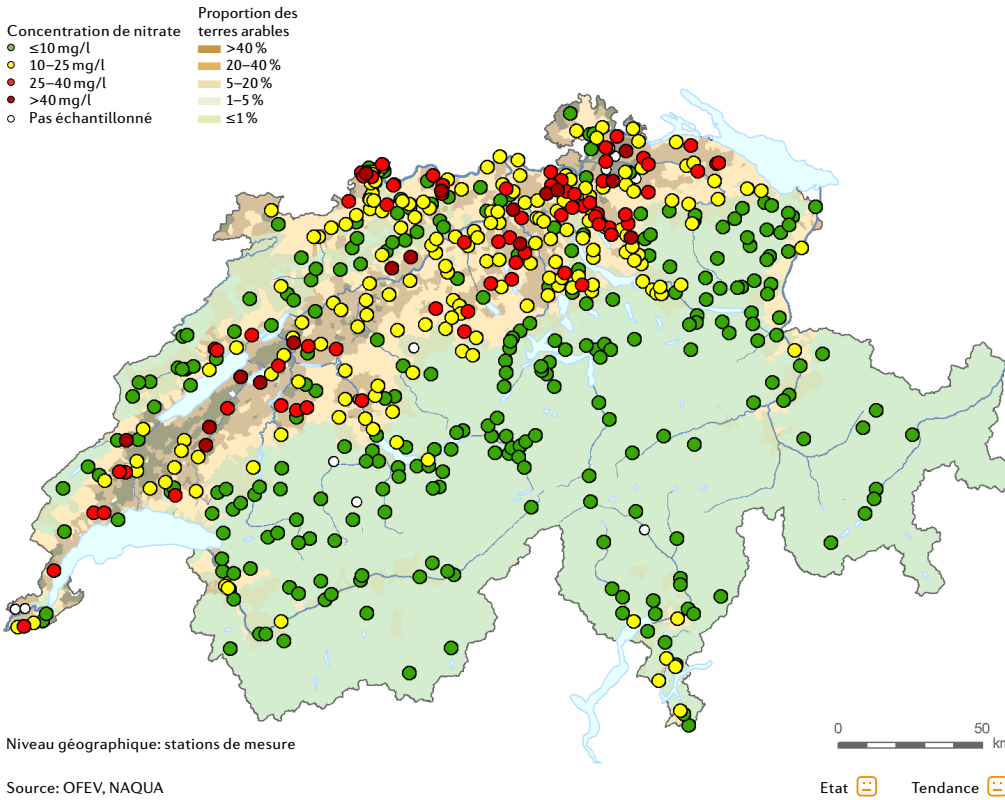 Concentration de nitrate
≤10 mg/l
10–25 mg/l
25–40 mg/l
>40 mg/l
Pas échantillonné
Proportion des
terres arables
>40 %
20–40 %
5–20 %
1–5 %
≤1 %
Niveau géographique: stations de mesure
0 50
km
Source: OFEV, NAQUA
Etat Tendance